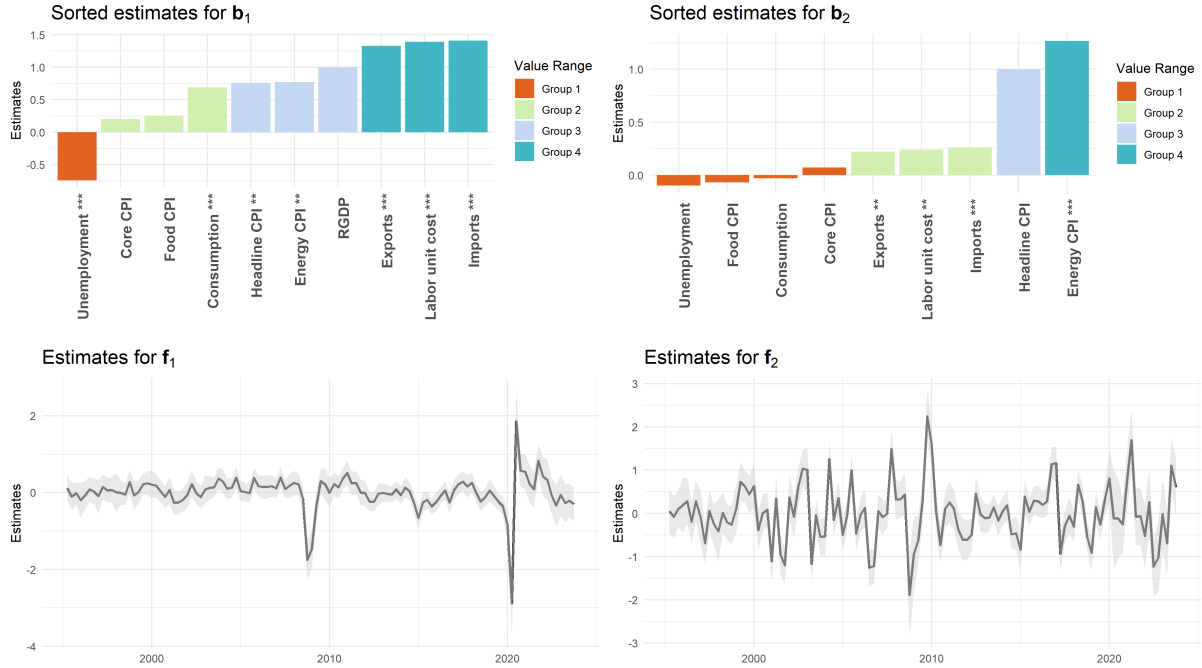 Sorted estimates for b1
Estimates
1.5
1.0
0.5
0.0
-0.5
Unemployment ***
Core CPI
Food CPI
Consumption ***
Headline CPI **
Energy CPI **
RGDP
Exports ***
Labor unit cost ***
Imports ***
Value Range
Group 1
Group 2
Group 3
Group 4
Sorted estimates for b2
Estimates
1.0
0.5
0.0
Unemployment
Food CPI
Consumption
Core CPI
Exports **
Labor unit cost **
Imports ***
Headline CPI
Energy CPI ***
Value Range
Group 1
Group 2
Group 3
Group 4
Estimates for f1
Estimates
2
0
-2
-4
2000
2010
2020
Estimates for f2
Estimates
3
2
1
0
-1
-2
-3
2000
2010
2020